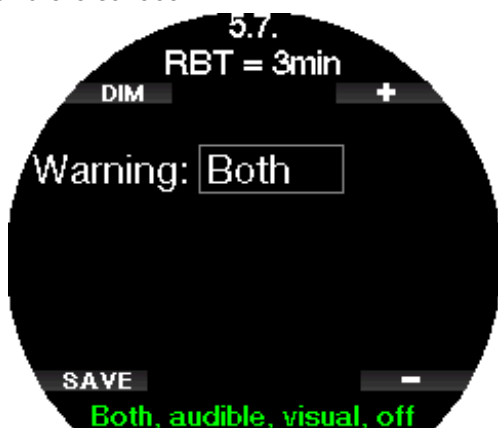 5.7.
RBT = 3min
DIM +
Warning: Both
SAVE -
Both, audible, visual, off